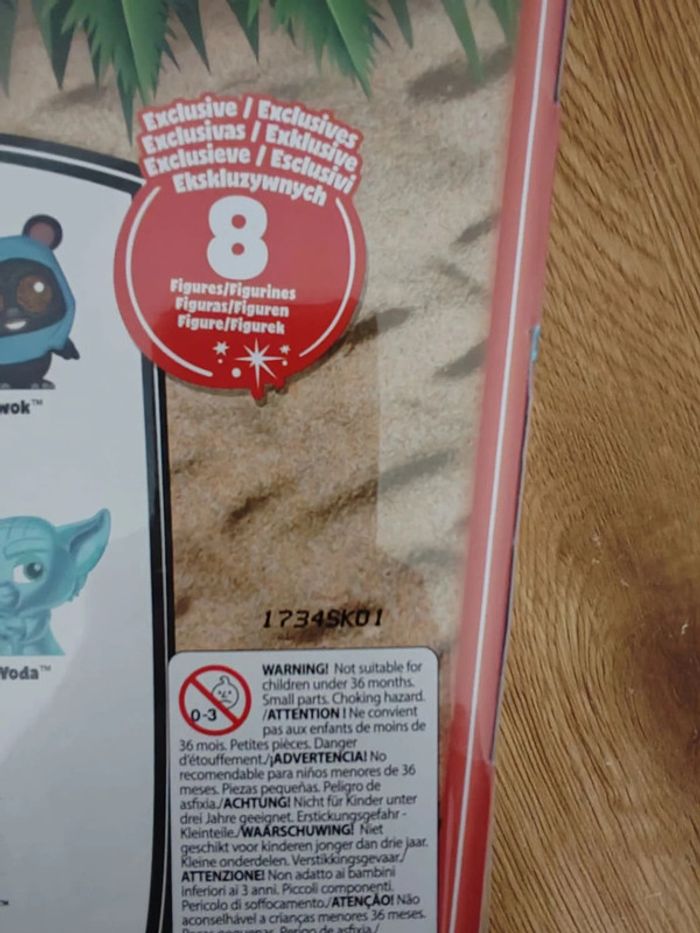 Exclusive / Exclusives
Exclusivas / Exklusive
Exclusieve / Esclusivi
Ekskluzywnych
8
Figures/Figurines
Figuras/Figuren
Figure/Figurek
wok™
Yoda™
1734SK01
0-3
WARNING! Not suitable for
children under 36 months.
Small parts. Choking hazard.
/ATTENTION ! Ne convient
pas aux enfants de moins de
36 mois. Petites pièces. Danger
d'étouffement./¡ADVERTENCIA! No
recomendable para niños menores de 36
meses. Piezas pequeñas. Peligro de
asfixia./ACHTUNG! Nicht für Kinder unter
drei Jahre geeignet. Erstickungsgefahr -
Kleinteile./WAARSCHUWING! Niet
geschikt voor kinderen jonger dan drie jaar.
Kleine onderdelen. Verstikkingsgevaar./
ATTENZIONE! Non adatto ai bambini
inferiori ai 3 anni. Piccoli componenti.
Pericolo di soffocamento./ATENÇÃO! Não
aconselhável a crianças menores 36 meses.
Peças pequenas. Perigo de asfixia./